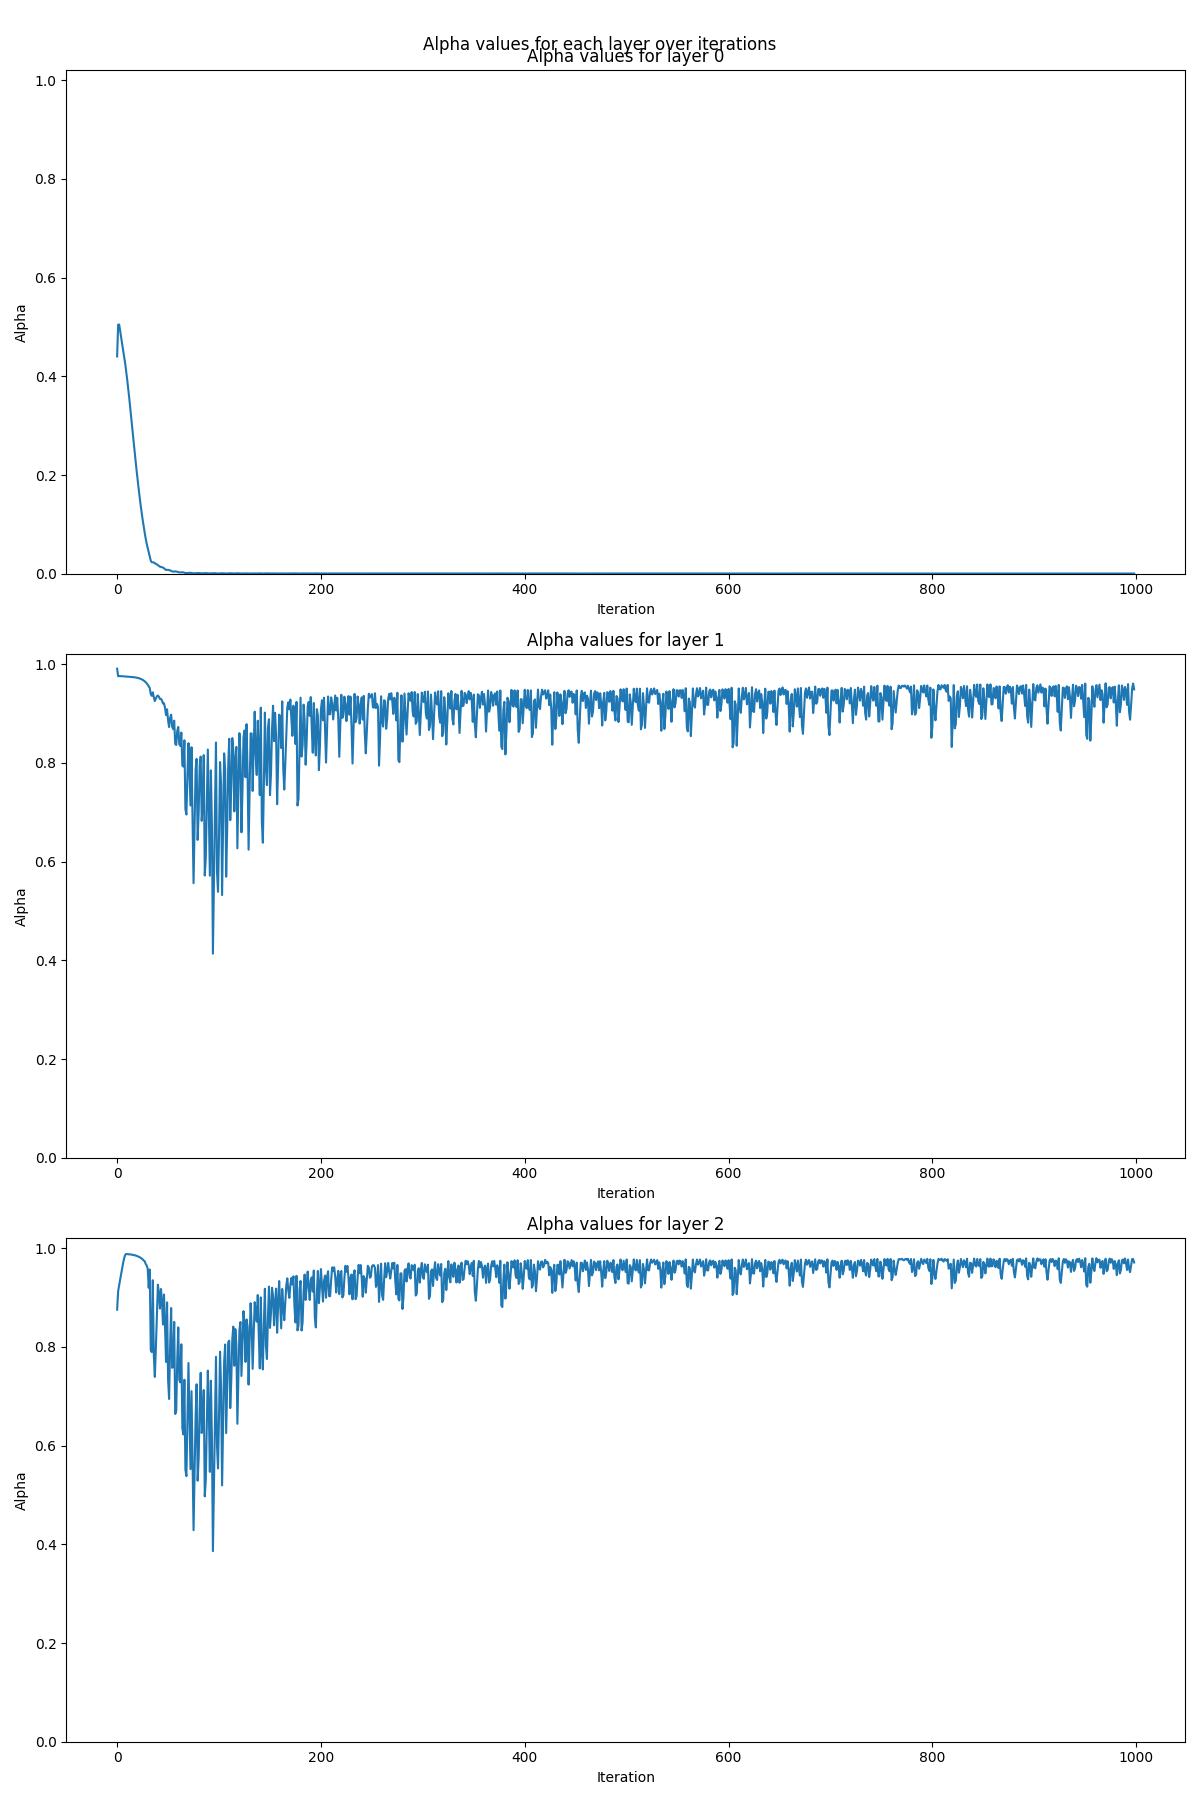 Alpha values for each layer over iterations
Alpha values for layer 0
1.0
0.8
0.6
0.4
0.2
0.0
Alpha
0 200 400 600 800 1000
Iteration
Alpha values for layer 1
1.0
0.8
0.6
0.4
0.2
0.0
Alpha
0 200 400 600 800 1000
Iteration
Alpha values for layer 2
1.0
0.8
0.6
0.4
0.2
0.0
Alpha
0 200 400 600 800 1000
Iteration